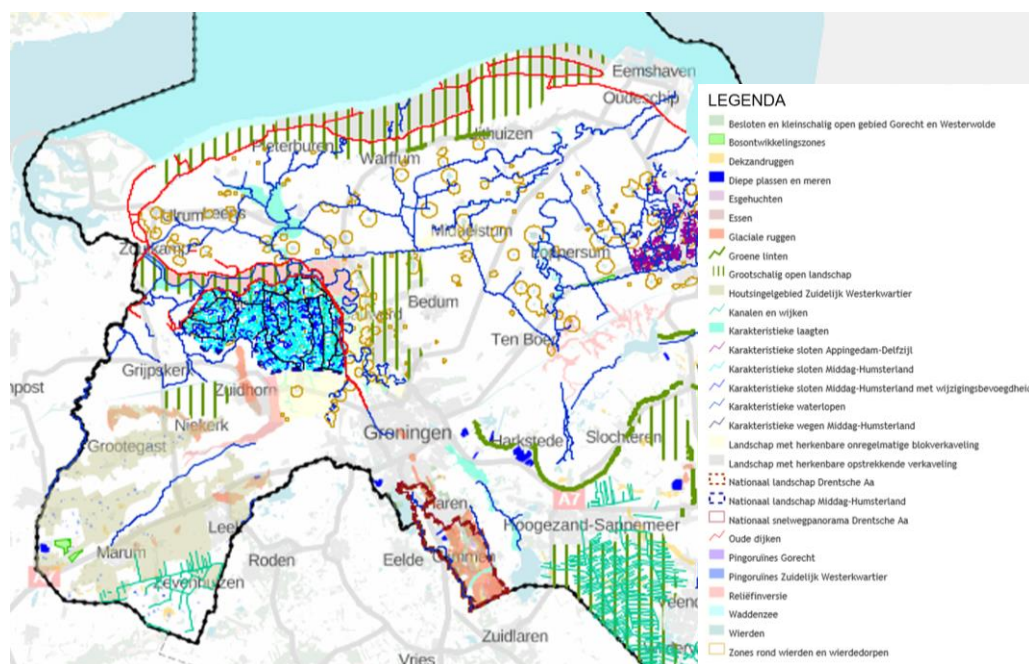 Eemshaven
Oudeschip
Pieterburen
Warffum
Middelstum
Bedum
Ten Boer
Grijpskerk
Zuidhorn
Niekerk
Grootegast
Groningen
Harkstede
Slochteren
A7
Haren
Hoogezand-Sappemeer
Leek
Roden
Eelde
Glimmen
Marum
Zevenhuizen
Zuidlaren
Vries
LEGENDA
Besloten en kleinschalig open gebied Gorecht en Westerwolde
Bosontwikkelingszones
Dekzandruggen
Diepe plassen en meren
Esgehuchten
Essen
Glaciale ruggen
Groene linten
Grootschalig open landschap
Houtsingelgebied Zuidelijk Westerkwartier
Kanalen en wijken
Karakteristieke laagten
Karakteristieke sloten Appingedam-Delfzijl
Karakteristieke sloten Middag-Humsterland
Karakteristieke sloten Middag-Humsterland met wijzigingsbevoegdheid
Karakteristieke waterlopen
Karakteristieke wegen Middag-Humsterland
Landschap met herkenbare onregelmatige blokverkaveling
Landschap met herkenbare opstrekkende verkaveling
Nationaal landschap Drentsche Aa
Nationaal landschap Middag-Humsterland
Nationaal snelwegpanorama Drentsche Aa
Oude dijken
Pingoruïnes Gorecht
Pingoruïnes Zuidelijk Westerkwartier
Reliëfinversie
Waddenzee
Wierden
Zones rond wierden en wierdedorpen